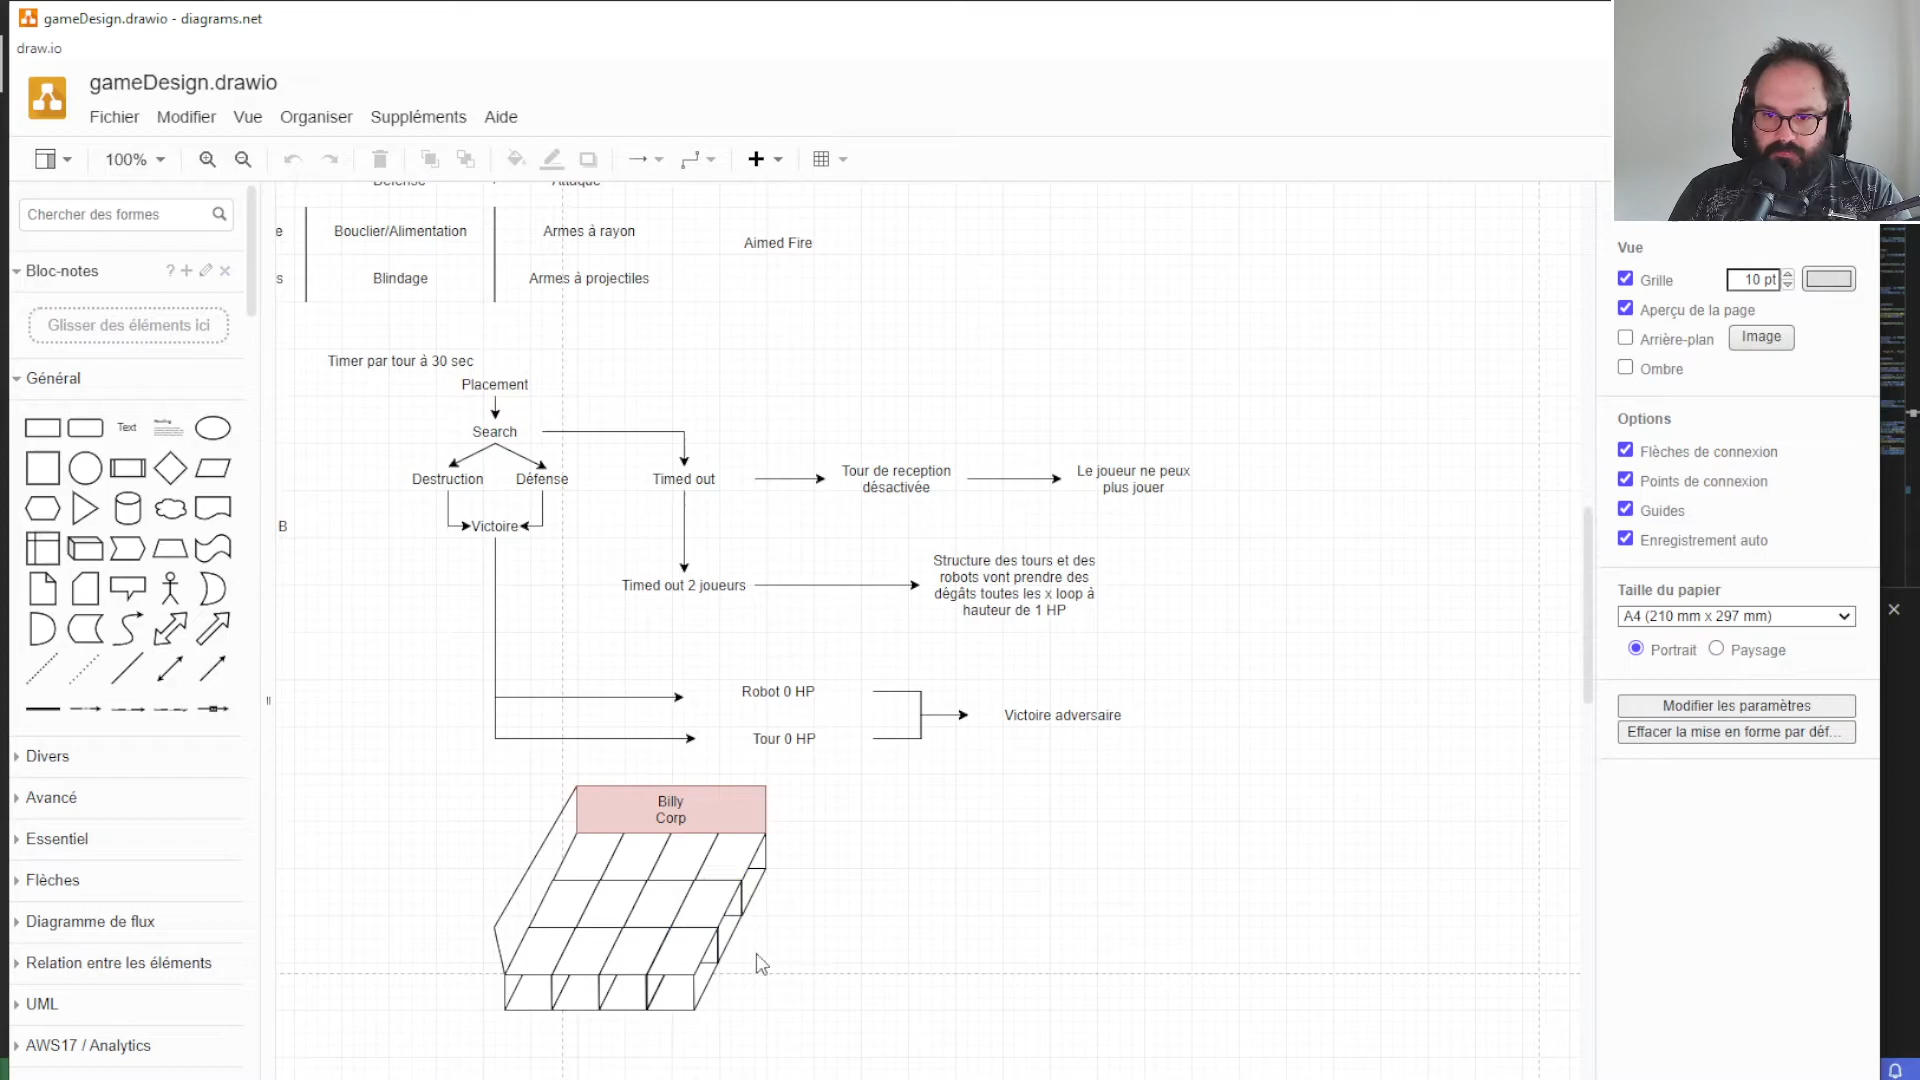 gameDesign.drawio - diagrams.net
draw.io
gameDesign.drawio
Fichier Modifier Vue Organiser Suppléments Aide
100%
Chercher des formes
Bloc-notes
?
Glisser des éléments ici
Général
Text
Heading
Divers
Avancé
Essentiel
Flèches
Diagramme de flux
Relation entre les éléments
UML
AWS17 / Analytics
Défense
Attaque
e
Bouclier/Alimentation
Armes à rayon
Aimed Fire
s
Blindage
Armes à projectiles
Timer par tour à 30 sec
Placement
Search
Destruction
Défense
Timed out
Tour de reception
désactivée
Le joueur ne peux
plus jouer
B
Victoire
Timed out 2 joueurs
Structure des tours et des
robots vont prendre des
dégâts toutes les x loop à
hauteur de 1 HP
Robot 0 HP
Tour 0 HP
Victoire adversaire
Billy
Corp
Vue
Grille
10 pt
Aperçu de la page
Arrière-plan
Image
Ombre
Options
Flèches de connexion
Points de connexion
Guides
Enregistrement auto
Taille du papier
A4 (210 mm x 297 mm)
Portrait
Paysage
Modifier les paramètres
Effacer la mise en forme par déf...